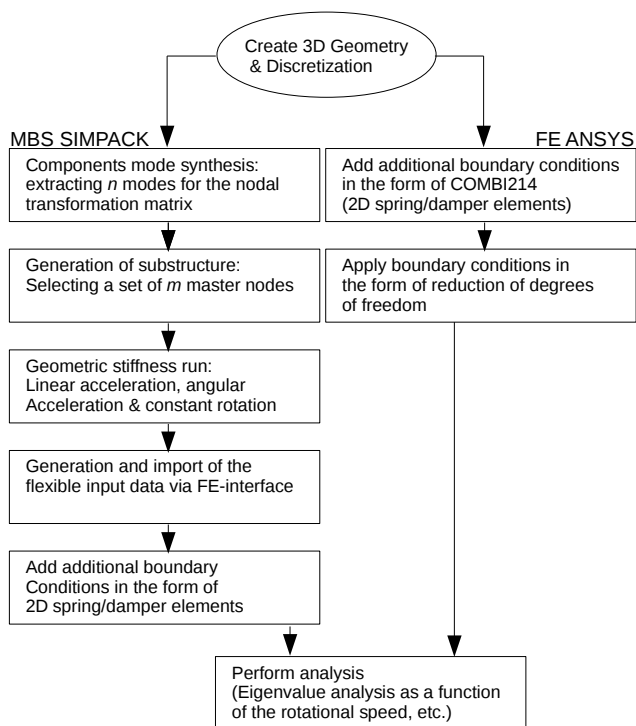 Create 3D Geometry
& Discretization
MBS SIMPACK
Components mode synthesis:
extracting n modes for the nodal
transformation matrix
Generation of substructure:
Selecting a set of m master nodes
Geometric stiffness run:
Linear acceleration, angular
Acceleration & constant rotation
Generation and import of the
flexible input data via FE-interface
Add additional boundary
Conditions in the form of
2D spring/damper elements
FE ANSYS
Add additional boundary conditions
in the form of COMBI214
(2D spring/damper elements)
Apply boundary conditions in
the form of reduction of degrees
of freedom
Perform analysis
(Eigenvalue analysis as a function
of the rotational speed, etc.)